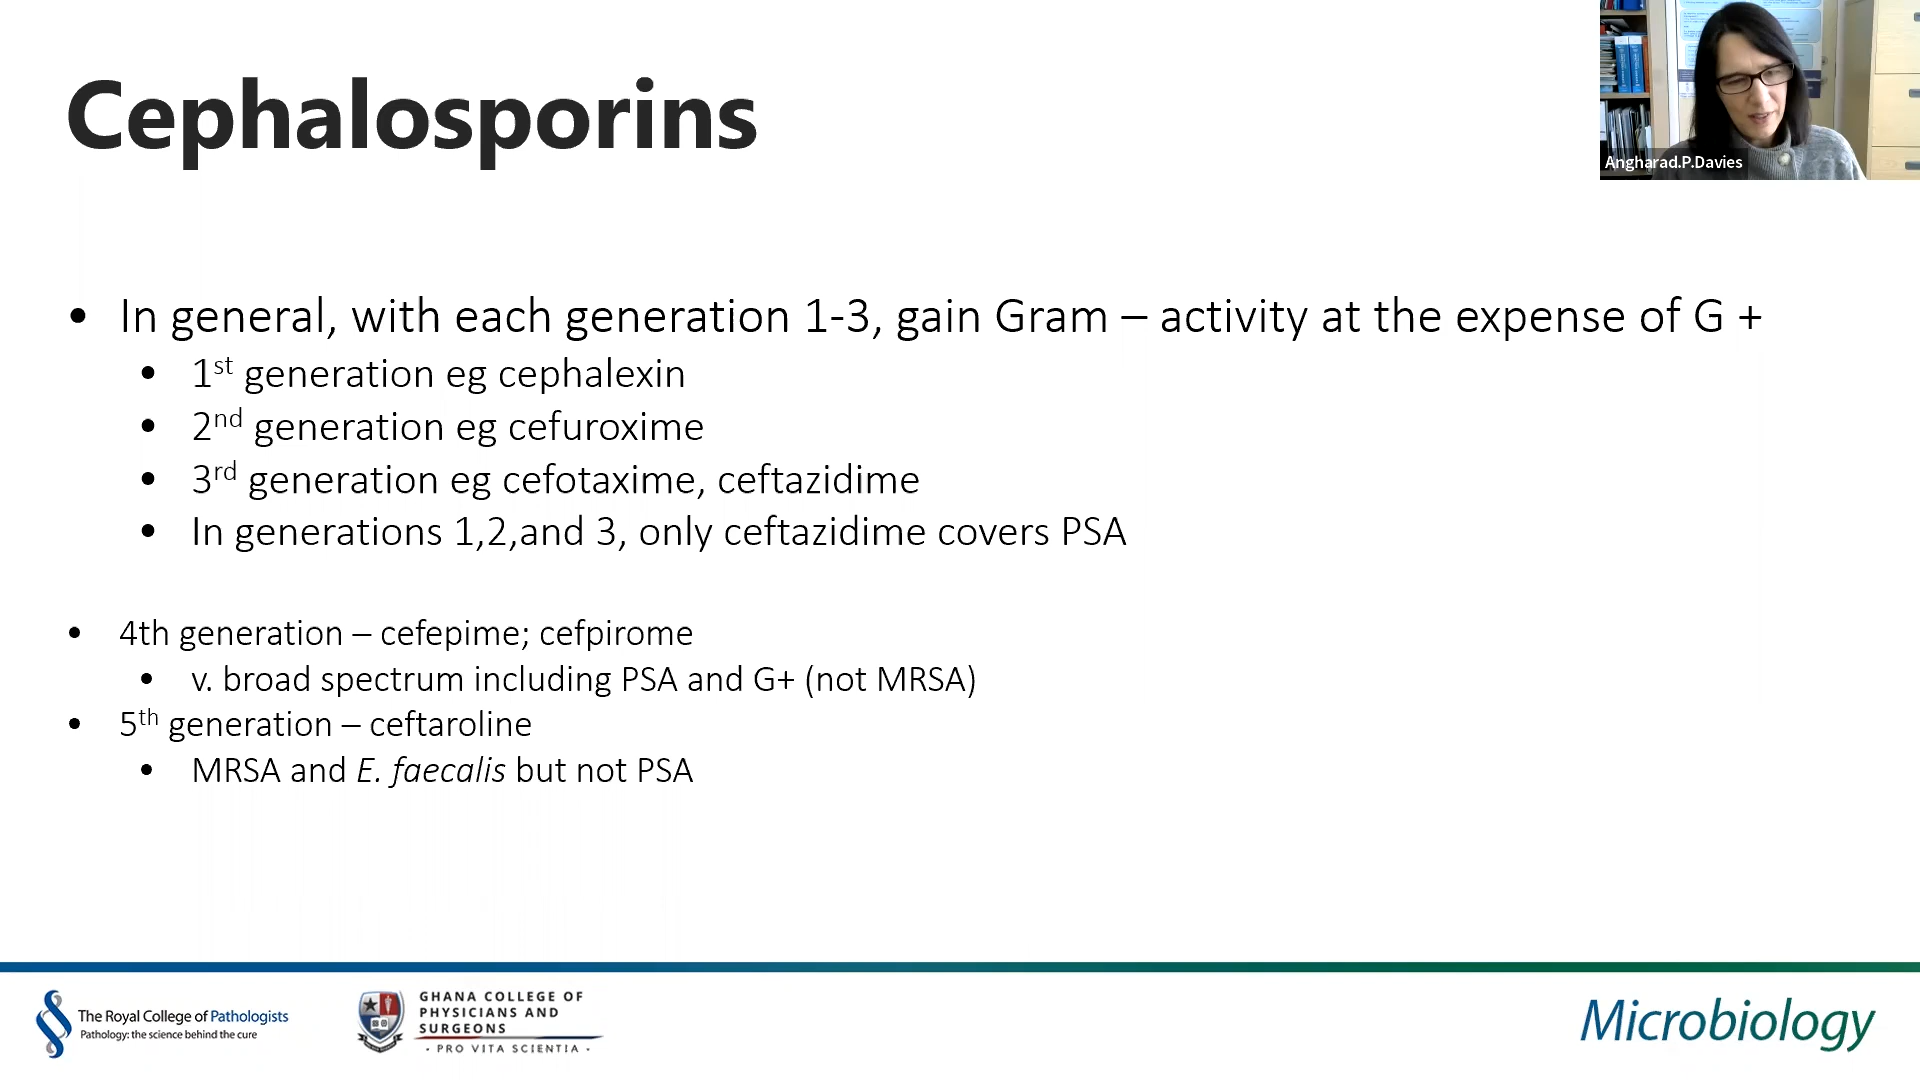 Cephalosporins
Angharad.P.Davies
• In general, with each generation 1-3, gain Gram – activity at the expense of G +
• 1st generation eg cephalexin
• 2nd generation eg cefuroxime
• 3rd generation eg cefotaxime, ceftazidime
• In generations 1,2,and 3, only ceftazidime covers PSA
• 4th generation – cefepime; cefpirome
• v. broad spectrum including PSA and G+ (not MRSA)
• 5th generation – ceftaroline
• MRSA and E. faecalis but not PSA
The Royal College of Pathologists
Pathology: the science behind the cure
GHANA COLLEGE OF
PHYSICIANS AND
SURGEONS
- PRO VITA SCIENTIA -
Microbiology